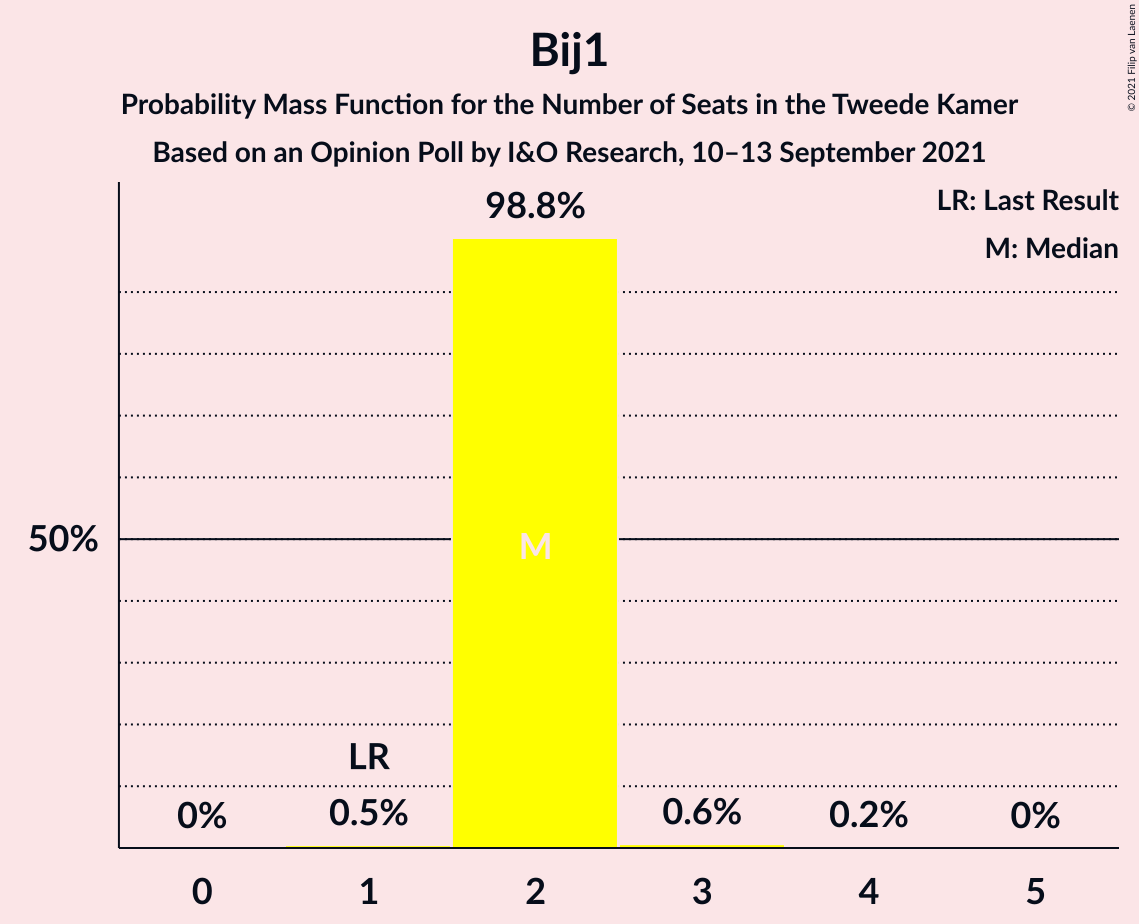 Bij1
Probability Mass Function for the Number of Seats in the Tweede Kamer
Based on an Opinion Poll by I&O Research, 10–13 September 2021
© 2021 Filip van Laenen
LR: Last Result
M: Median
98.8%
50%
M
LR
0%
0.5%
0.6%
0.2%
0%
0 1 2 3 4 5